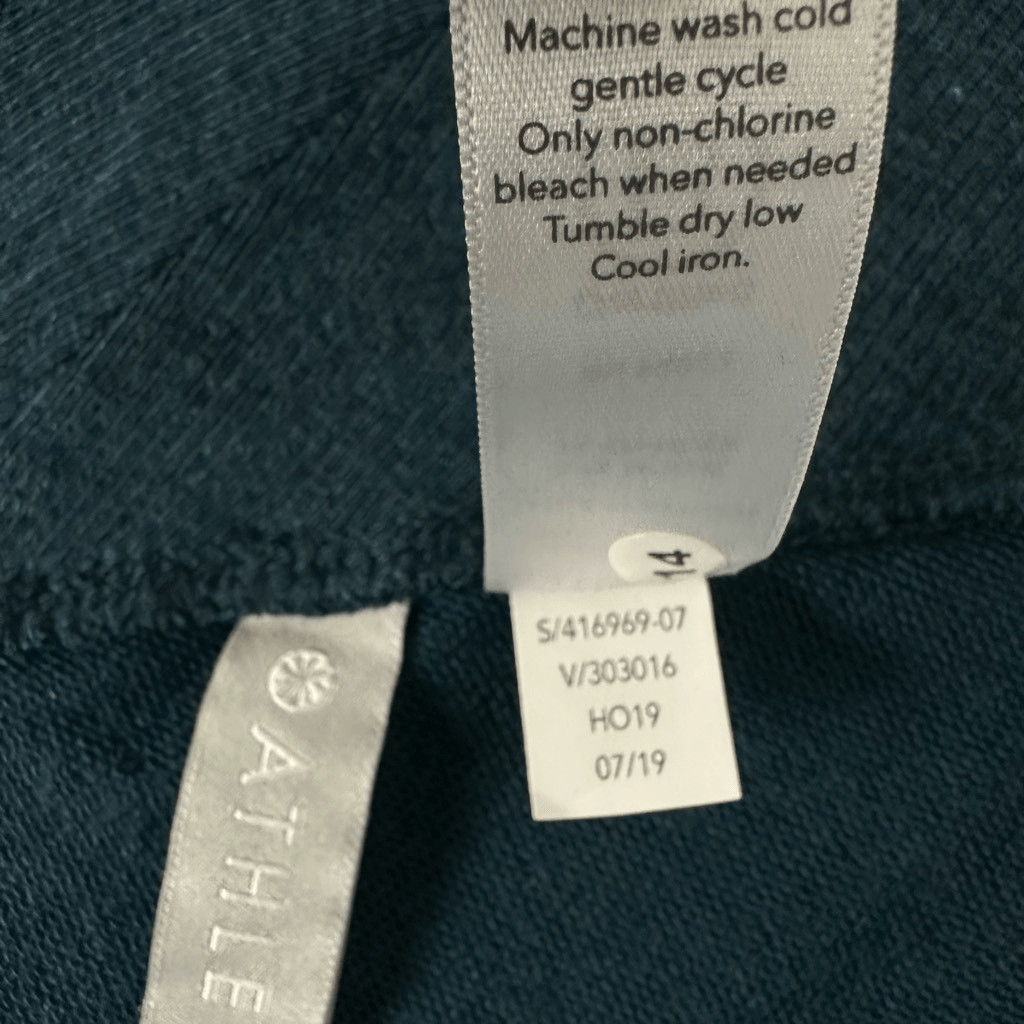 Machine wash cold
gentle cycle
Only non-chlorine
bleach when needed
Tumble dry low
Cool iron.
14
S/416969-07
V/303016
HO19
07/19
ATHLE